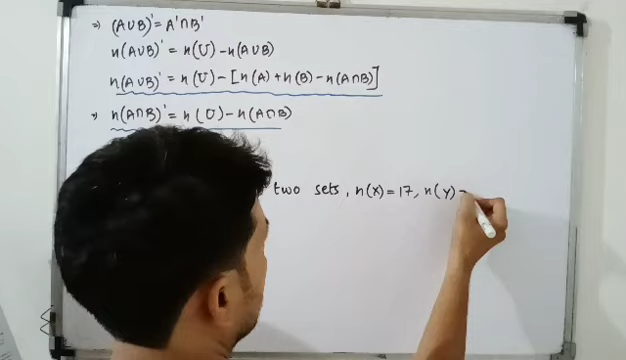 ⇒ (A∪B)' = A'∩B'
n(A∪B)' = n(U) - n(A∪B)
n(A∪B)' = n(U) - [n(A) + n(B) - n(A∩B)]
⇒ n(A∩B)' = n(U) - n(A∩B)
two sets, n(X) = 17, n(Y) =